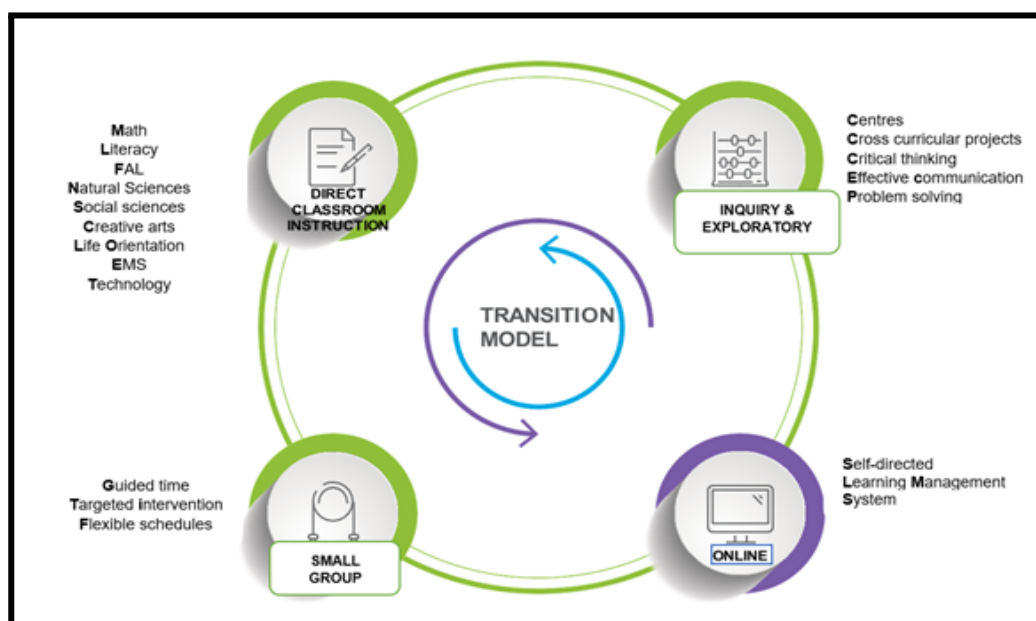 Math
Literacy
FAL
Natural Sciences
Social sciences
Creative arts
Life Orientation
EMS
Technology
DIRECT
CLASSROOM
INSTRUCTION
Centres
Cross curricular projects
Critical thinking
Effective communication
Problem solving
INQUIRY &
EXPLORATORY
TRANSITION
MODEL
Guided time
Targeted intervention
Flexible schedules
SMALL
GROUP
Self-directed
Learning Management
System
ONLINE